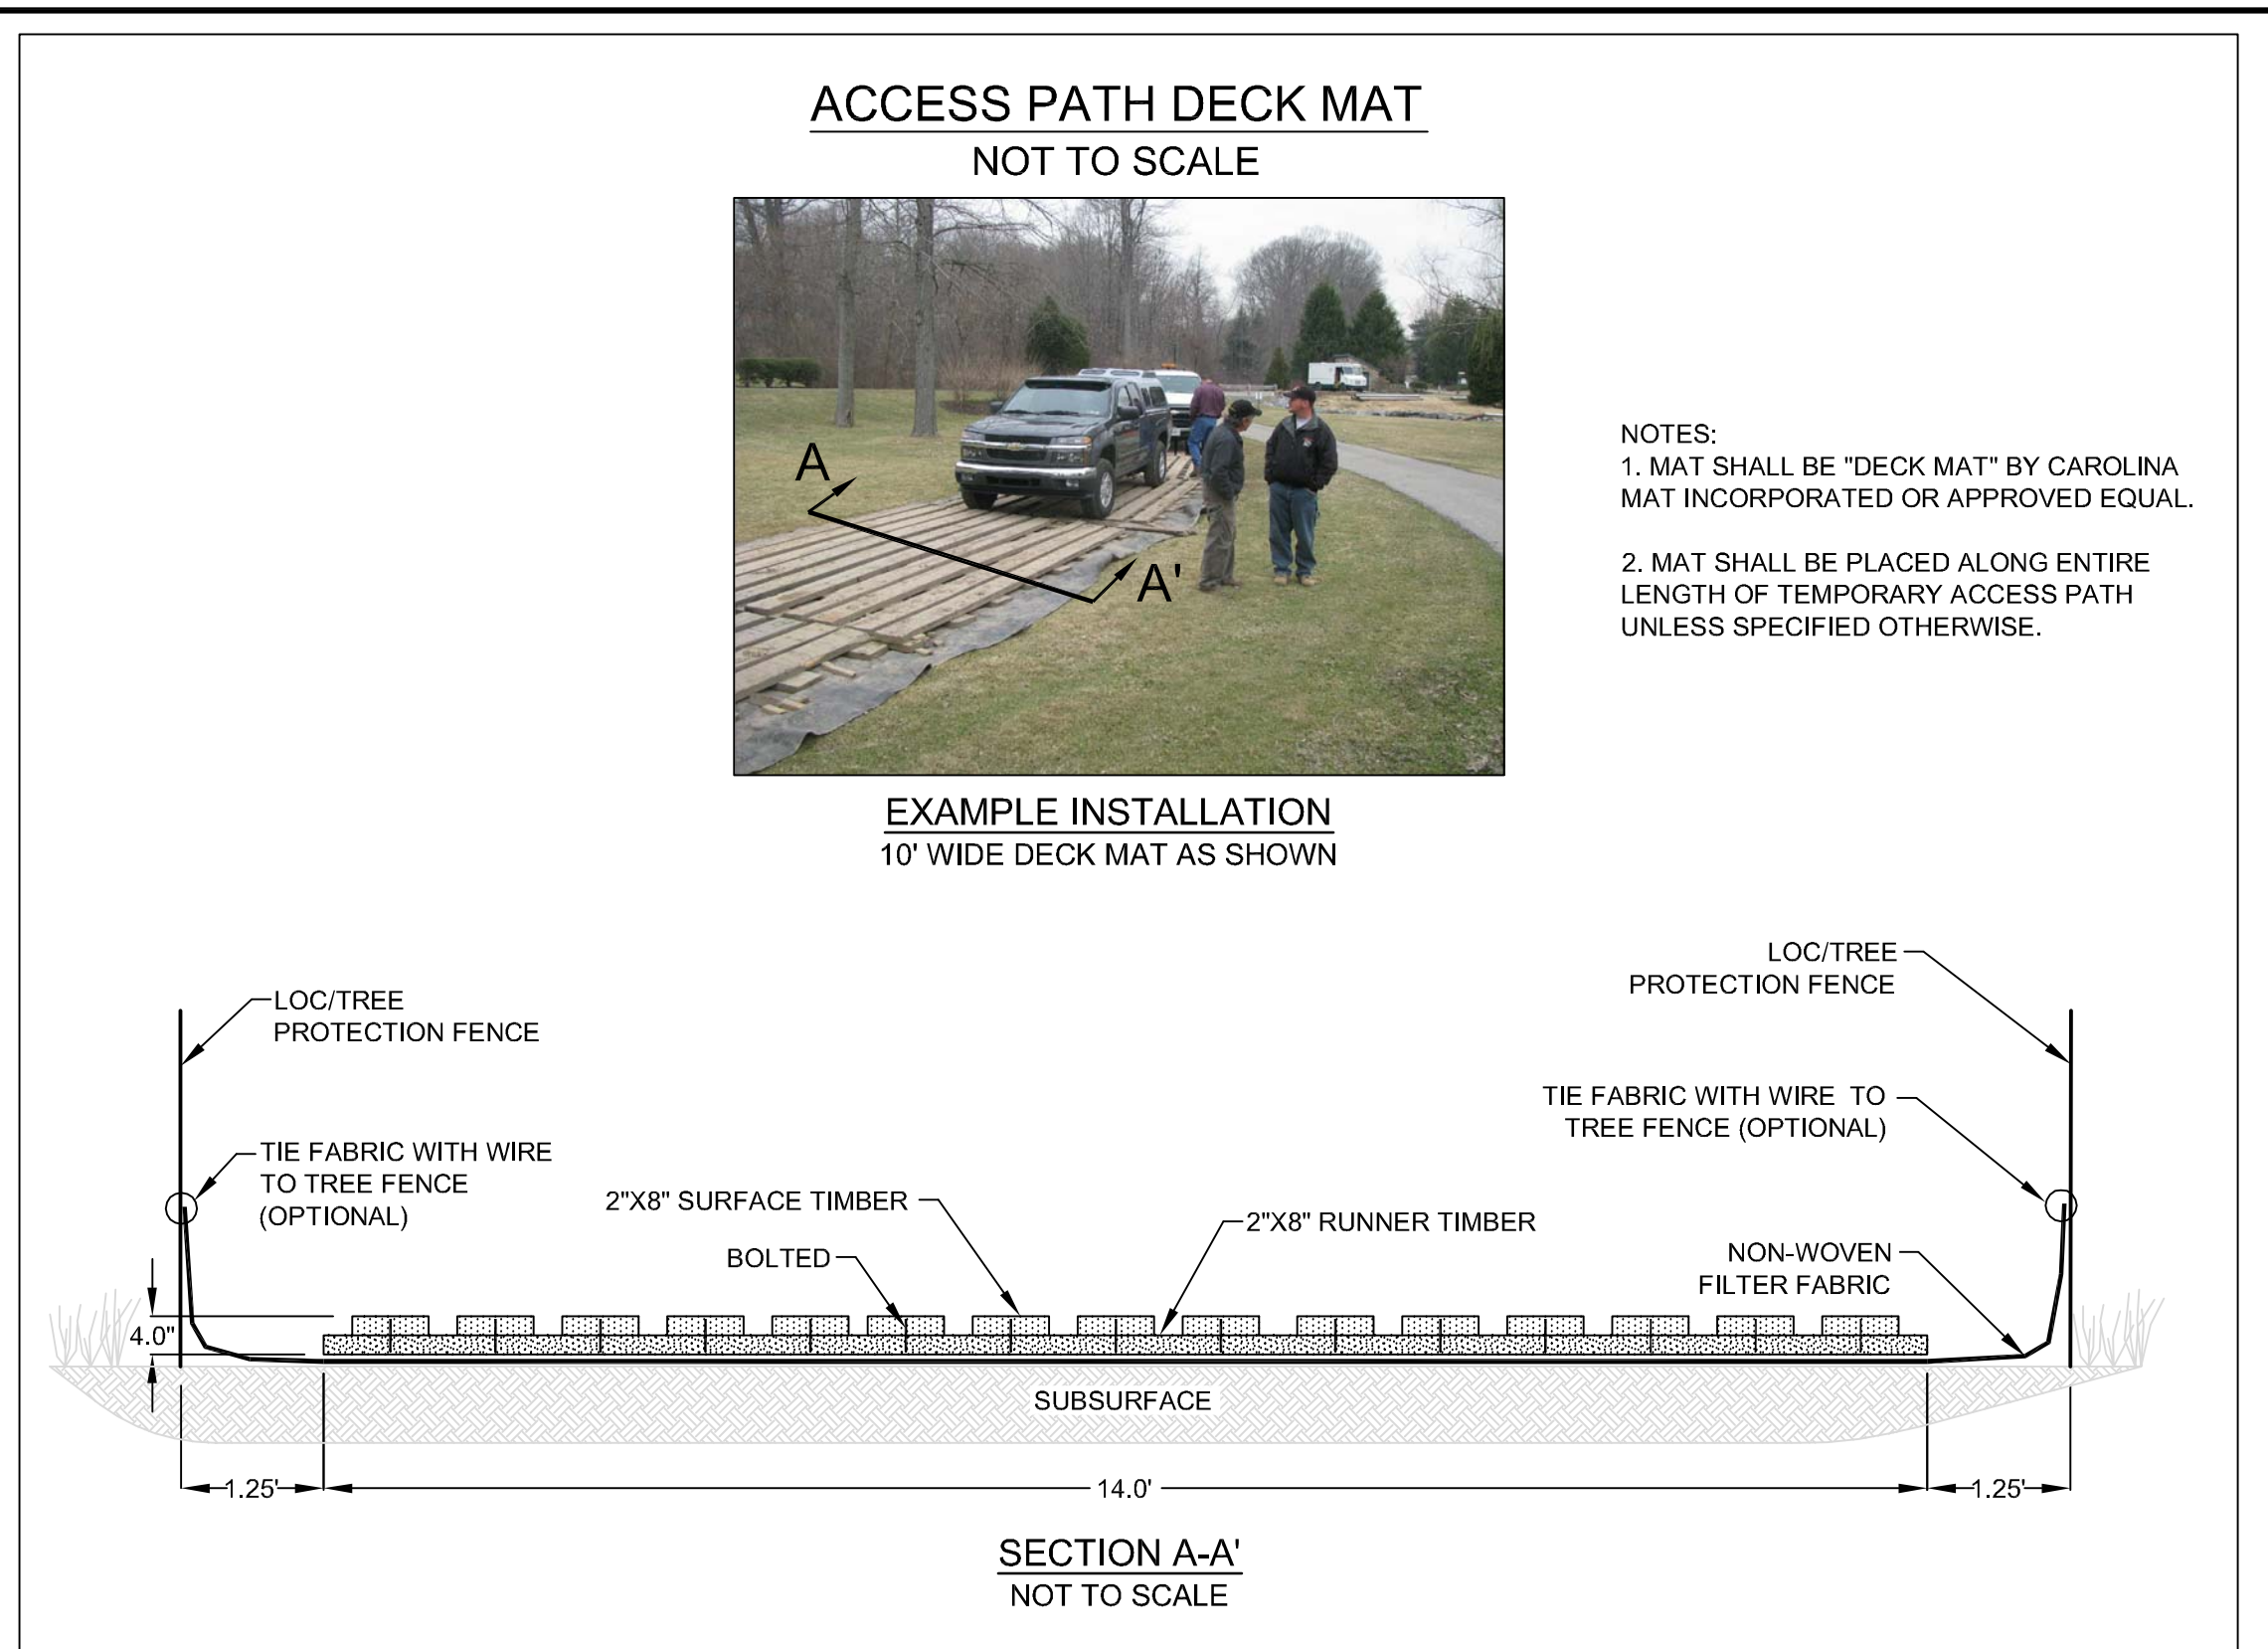 ACCESS PATH DECK MAT
NOT TO SCALE
A
A'
NOTES:
1. MAT SHALL BE "DECK MAT" BY CAROLINA
MAT INCORPORATED OR APPROVED EQUAL.
2. MAT SHALL BE PLACED ALONG ENTIRE
LENGTH OF TEMPORARY ACCESS PATH
UNLESS SPECIFIED OTHERWISE.
EXAMPLE INSTALLATION
10' WIDE DECK MAT AS SHOWN
LOC/TREE
PROTECTION FENCE
LOC/TREE
PROTECTION FENCE
TIE FABRIC WITH WIRE
TO TREE FENCE
(OPTIONAL)
TIE FABRIC WITH WIRE  TO
TREE FENCE (OPTIONAL)
2"X8" SURFACE TIMBER
BOLTED
2"X8" RUNNER TIMBER
NON-WOVEN
FILTER FABRIC
4.0"
SUBSURFACE
1.25'
14.0'
1.25'
SECTION A-A'
NOT TO SCALE